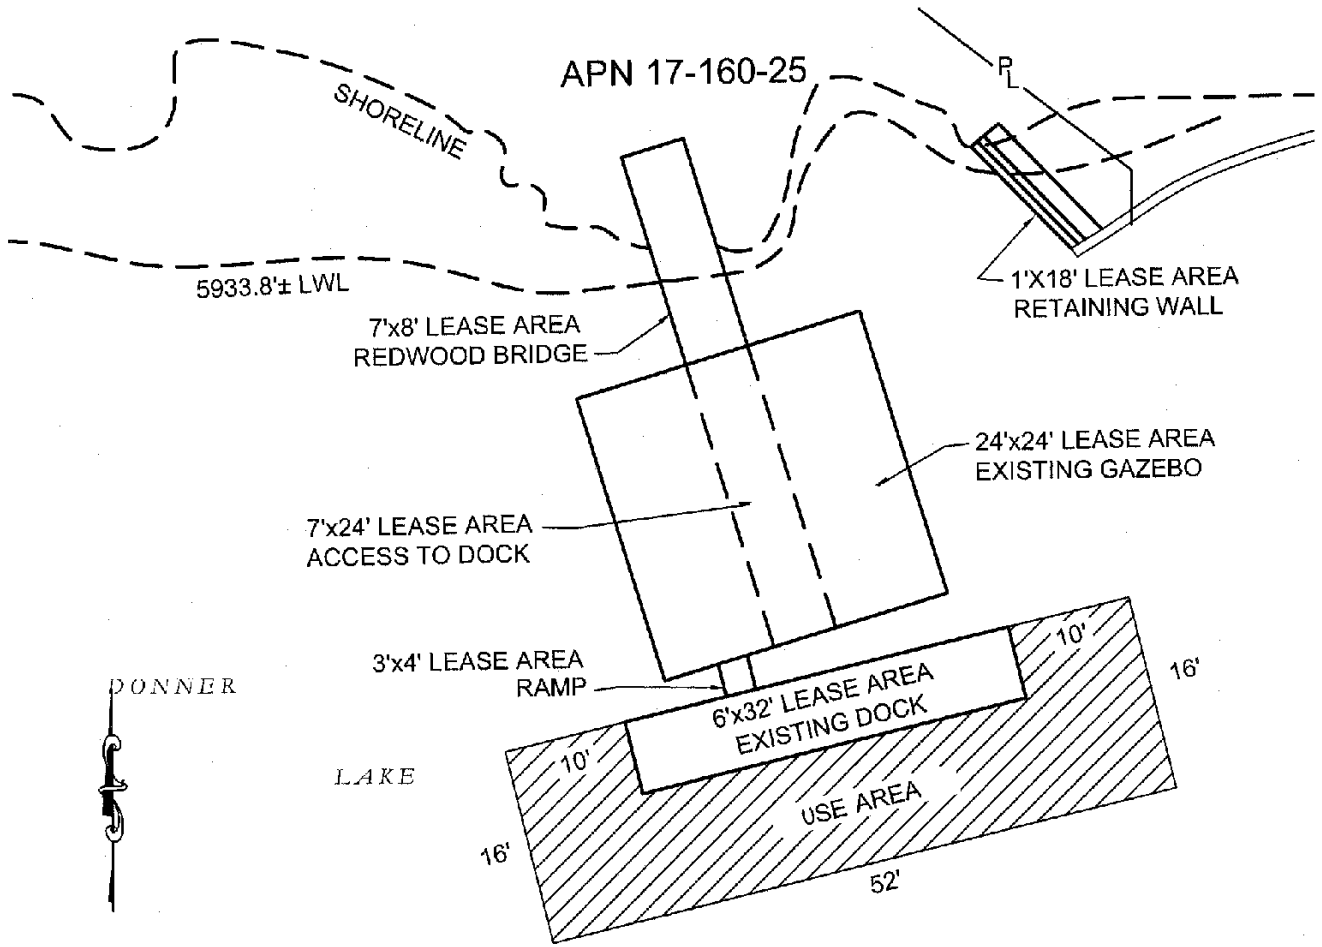 APN 17-160-25
PL
SHORELINE
5933.8'± LWL
1'X18' LEASE AREA
RETAINING WALL
7'x8' LEASE AREA
REDWOOD BRIDGE
24'x24' LEASE AREA
EXISTING GAZEBO
7'x24' LEASE AREA
ACCESS TO DOCK
3'x4' LEASE AREA
RAMP
10'
16'
DONNER
6'x32' LEASE AREA
EXISTING DOCK
10'
LAKE
USE AREA
16'
52'